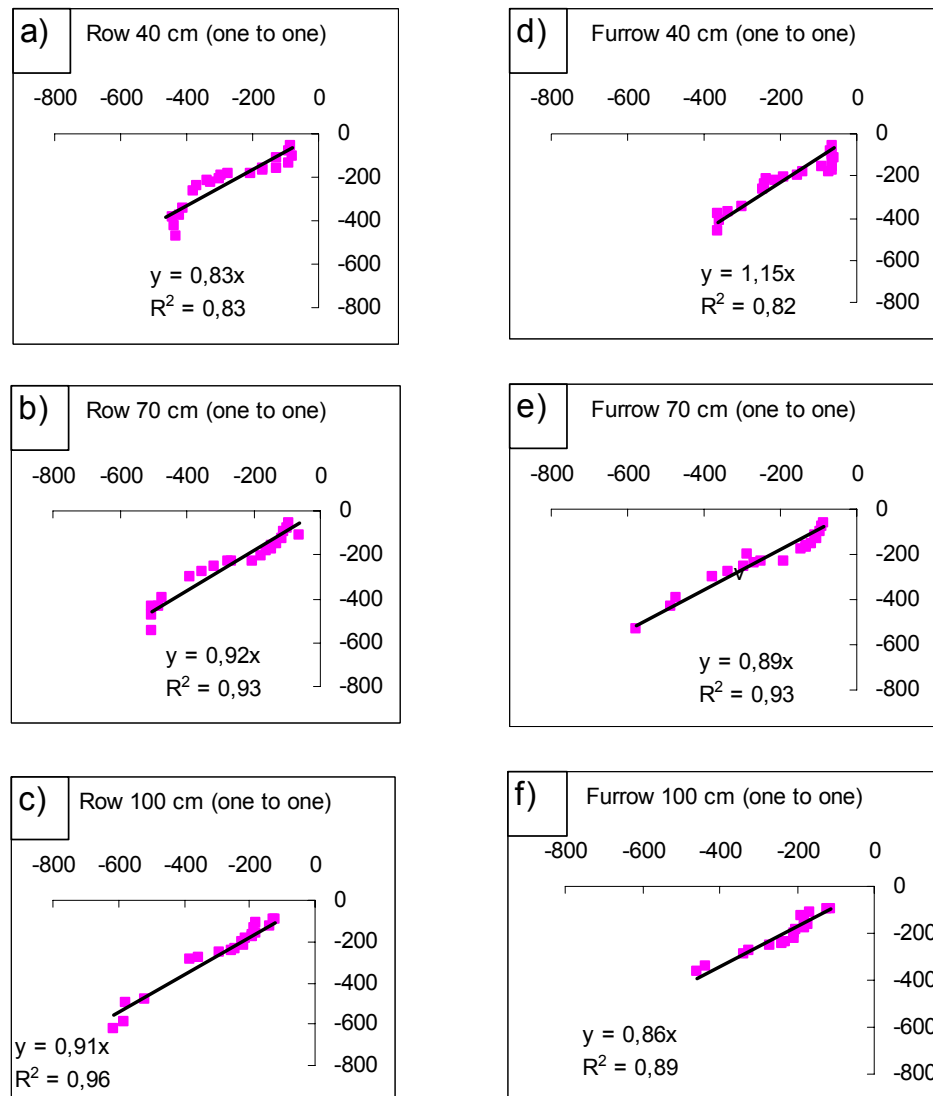 a) Row 40 cm (one to one)
-800 -600 -400 -200 0
0
-200
-400
-600
-800
y = 0,83x
R² = 0,83
d) Furrow 40 cm (one to one)
-800 -600 -400 -200 0
0
-200
-400
-600
-800
y = 1,15x
R² = 0,82
b) Row 70 cm (one to one)
-800 -600 -400 -200 0
0
-200
-400
-600
-800
y = 0,92x
R² = 0,93
e) Furrow 70 cm (one to one)
-800 -600 -400 -200 0
0
-200
-400
-600
-800
v
y = 0,89x
R² = 0,93
c) Row 100 cm (one to one)
-800 -600 -400 -200 0
0
-200
-400
-600
-800
y = 0,91x
R² = 0,96
f) Furrow 100 cm (one to one)
-800 -600 -400 -200 0
0
-200
-400
-600
-800
y = 0,86x
R² = 0,89